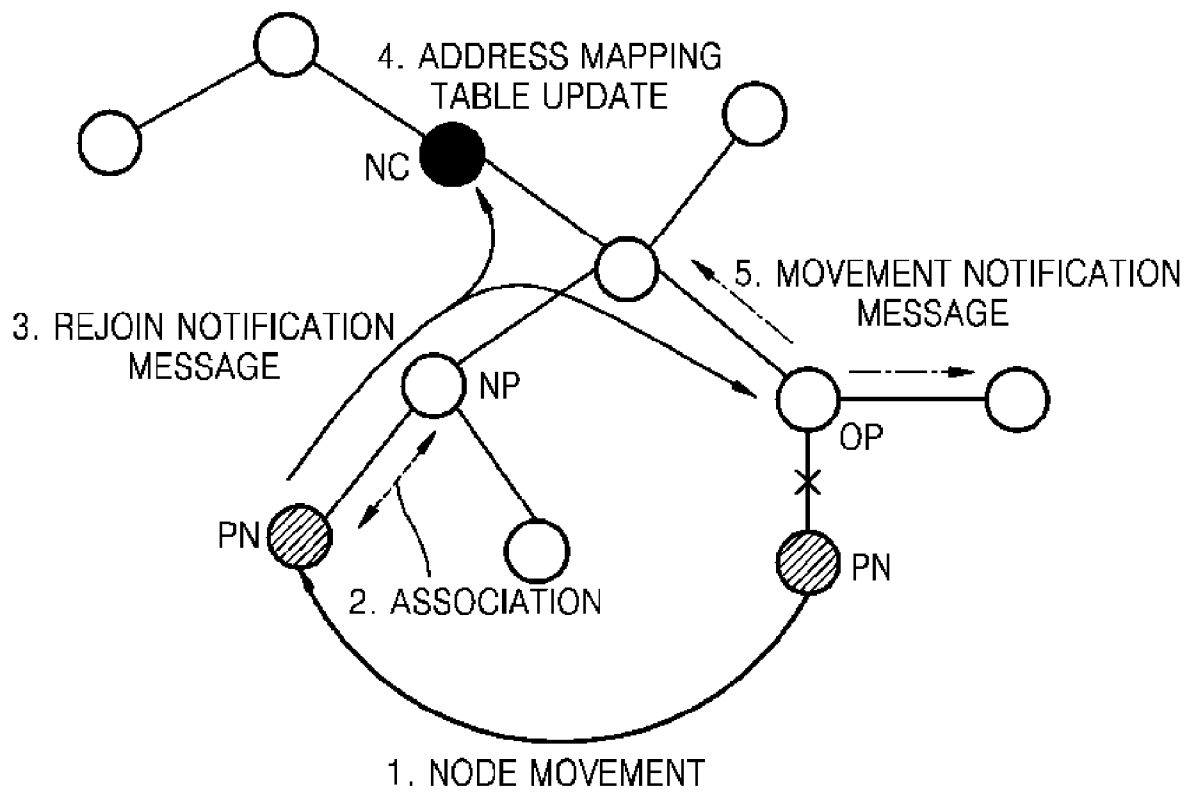 4. ADDRESS MAPPING
TABLE UPDATE
NC
5. MOVEMENT NOTIFICATION
MESSAGE
3. REJOIN NOTIFICATION
MESSAGE
NP
OP
PN
PN
2. ASSOCIATION
1. NODE MOVEMENT